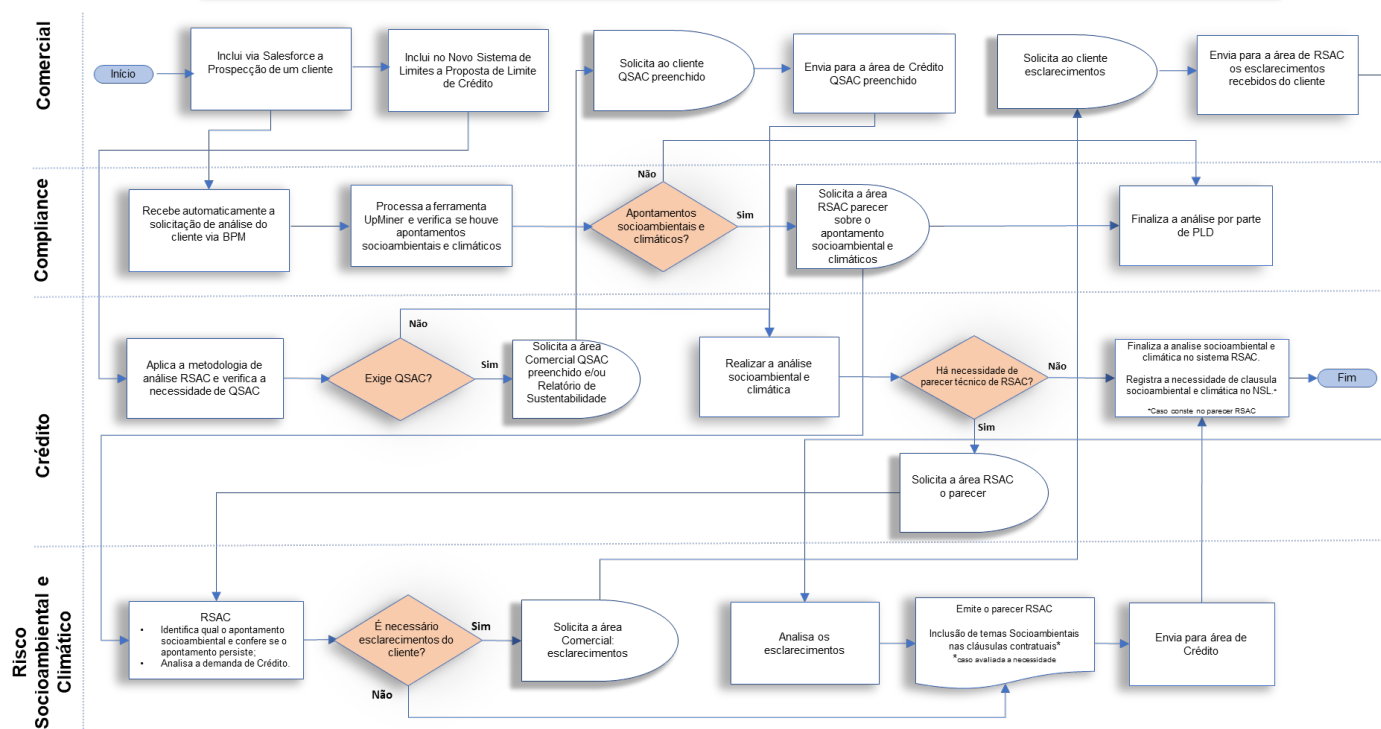 Comercial
Início
Inclui via Salesforce a
Prospecção de um cliente
Inclui no Novo Sistema de
Limites a Proposta de Limite
de Crédito
Solicita ao cliente
QSAC preenchido
Envia para a área de Crédito
QSAC preenchido
Solicita ao cliente
esclarecimentos
Envia para a área de RSAC
os esclarecimentos
recebidos do cliente
Compliance
Recebe automaticamente a
solicitação de análise do
cliente via BPM
Processa a ferramenta
UpMiner e verifica se houve
apontamentos
socioambientais e climáticos
Não
Apontamentos
socioambientais e
climáticos?
Sim
Solicita a área
RSAC parecer
sobre o
apontamento
socioambiental e
climáticos
Finaliza a análise por parte
de PLD
Crédito
Aplica a metodologia de
análise RSAC e verifica a
necessidade de QSAC
Não
Exige QSAC?
Sim
Solicita a área
Comercial QSAC
preenchido e/ou
Relatório de
Sustentabilidade
Realizar a análise
socioambiental e
climática
Há necessidade de
parecer técnico de RSAC?
Não
Sim
Finaliza a analise socioambiental e
climática no sistema RSAC.
Registra a necessidade de clausula
socioambiental e climática no NSL.*
*Caso conste no parecer RSAC
Fim
Solicita a área RSAC
o parecer
Risco
Socioambiental e
Climático
RSAC
• Identifica qual o apontamento
socioambiental e confere se o
apontamento persiste;
• Analisa a demanda de Crédito.
É necessário
esclarecimentos do
cliente?
Sim
Não
Solicita a área
Comercial:
esclarecimentos
Analisa os
esclarecimentos
Emite o parecer RSAC
Inclusão de temas Socioambientais
nas cláusulas contratuais*
*caso avaliada a necessidade
Envia para área de
Crédito